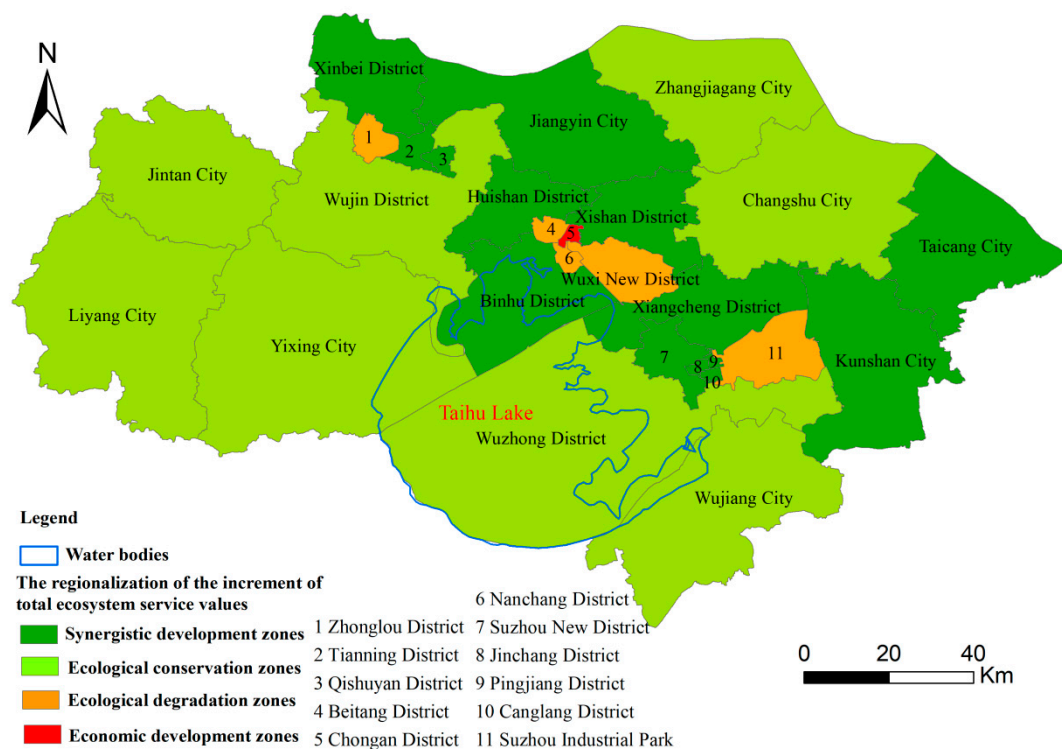 N
Xinbei District
Zhangjiagang City
Jiangyin City
1
2
3
Jintan City
Wujin District
Huishan District
Xishan District
Changshu City
4
5
6
Taicang City
Wuxi New District
Binhu District
Xiangcheng District
Liyang City
Yixing City
7
8
9
10
11
Kunshan City
Taihu Lake
Wuzhong District
Wujiang City
Legend
Water bodies
The regionalization of the increment of
total ecosystem service values
Synergistic development zones
Ecological conservation zones
Ecological degradation zones
Economic development zones
1 Zhonglou District
2 Tianning District
3 Qishuyan District
4 Beitang District
5 Chongan District
6 Nanchang District
7 Suzhou New District
8 Jinchang District
9 Pingjiang District
10 Canglang District
11 Suzhou Industrial Park
0 20 40
Km